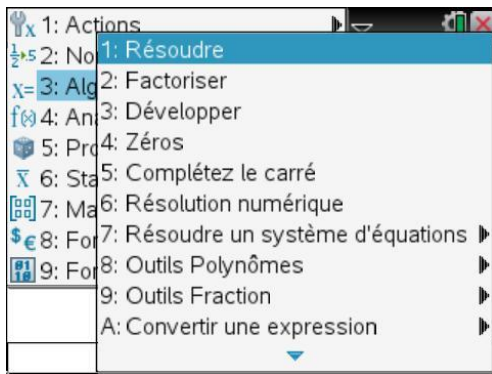 1: Actions
2: No
3: Alg
4: Ana
5: Pro
6: Sta
7: Ma
8: For
9: For
1: Résoudre
2: Factoriser
3: Développer
4: Zéros
5: Complétez le carré
6: Résolution numérique
7: Résoudre un système d'équations
8: Outils Polynômes
9: Outils Fraction
A: Convertir une expression